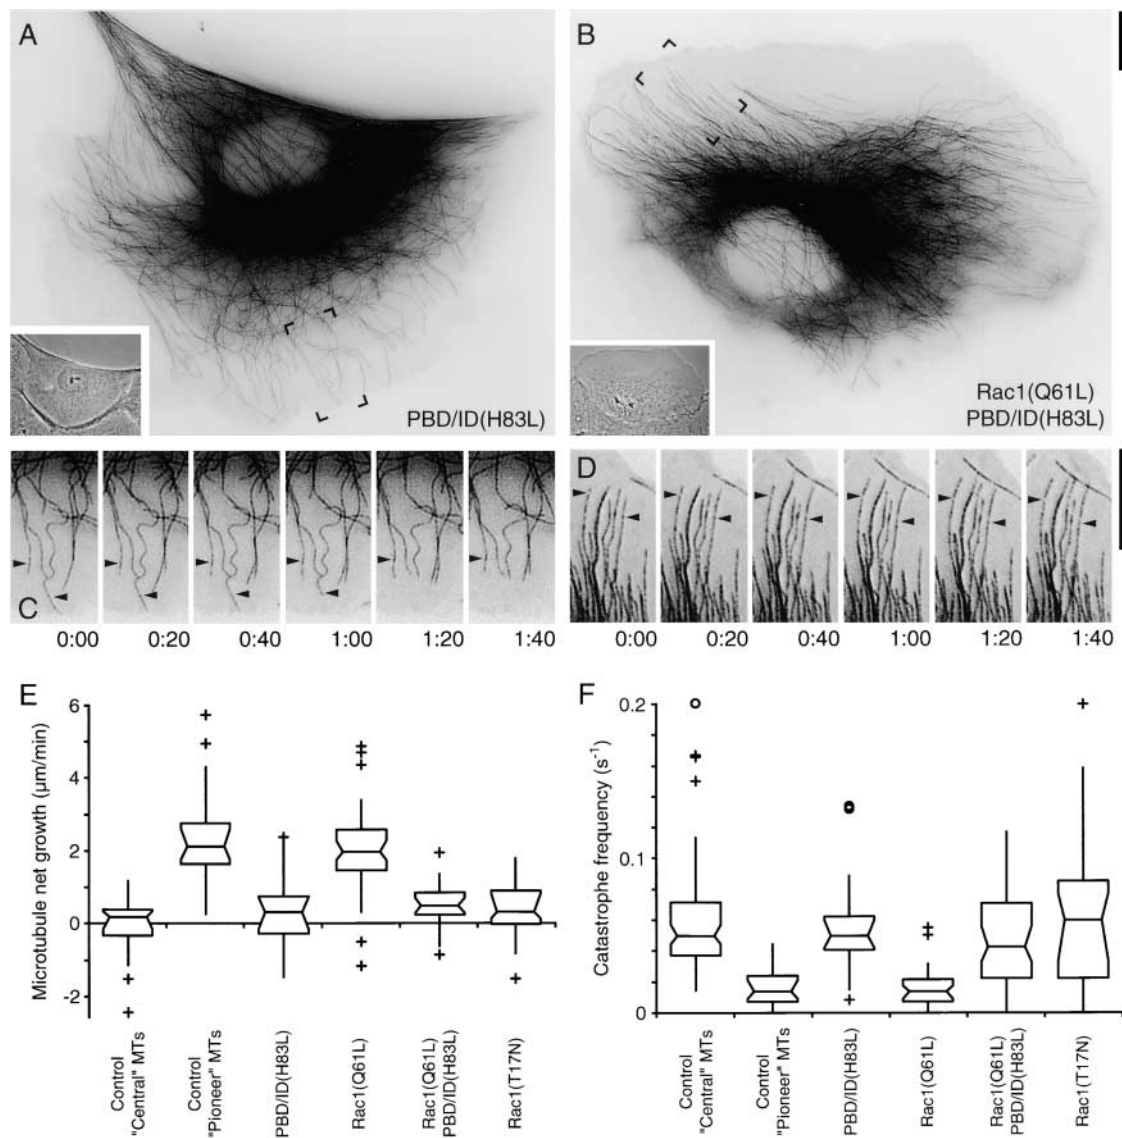 A
PBD/ID(H83L)
B
Rac1(Q61L)
PBD/ID(H83L)
C
0:00 0:20 0:40 1:00 1:20 1:40
D
0:00 0:20 0:40 1:00 1:20 1:40
E
Microtubule net growth (µm/min)
6
4
2
0
-2
Control
"Central" MTs
Control
"Pioneer" MTs
PBD/ID(H83L)
Rac1(Q61L)
Rac1(Q61L)
PBD/ID(H83L)
Rac1(T17N)
F
Catastrophe frequency (s⁻¹)
0.2
0.1
0
Control
"Central" MTs
Control
"Pioneer" MTs
PBD/ID(H83L)
Rac1(Q61L)
Rac1(Q61L)
PBD/ID(H83L)
Rac1(T17N)